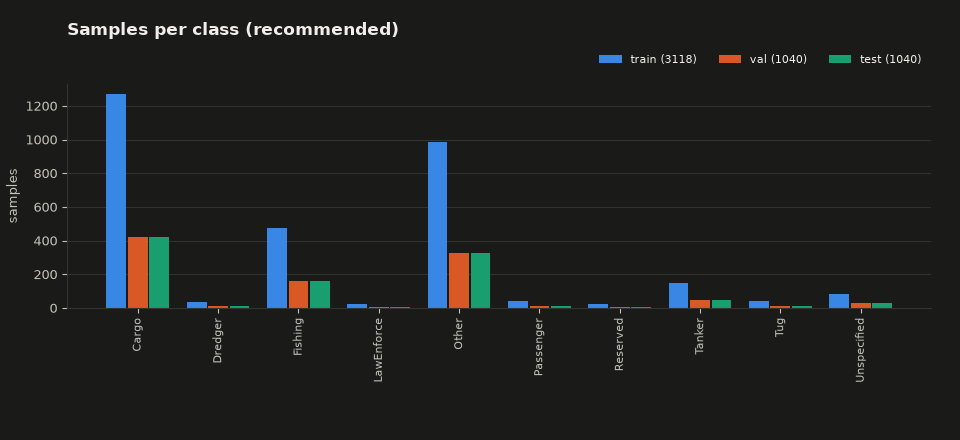 Samples per class (recommended)
train (3118) val (1040) test (1040)
1200
1000
800
600
400
200
0
samples
Cargo
Dredger
Fishing
LawEnforce
Other
Passenger
Reserved
Tanker
Tug
Unspecified